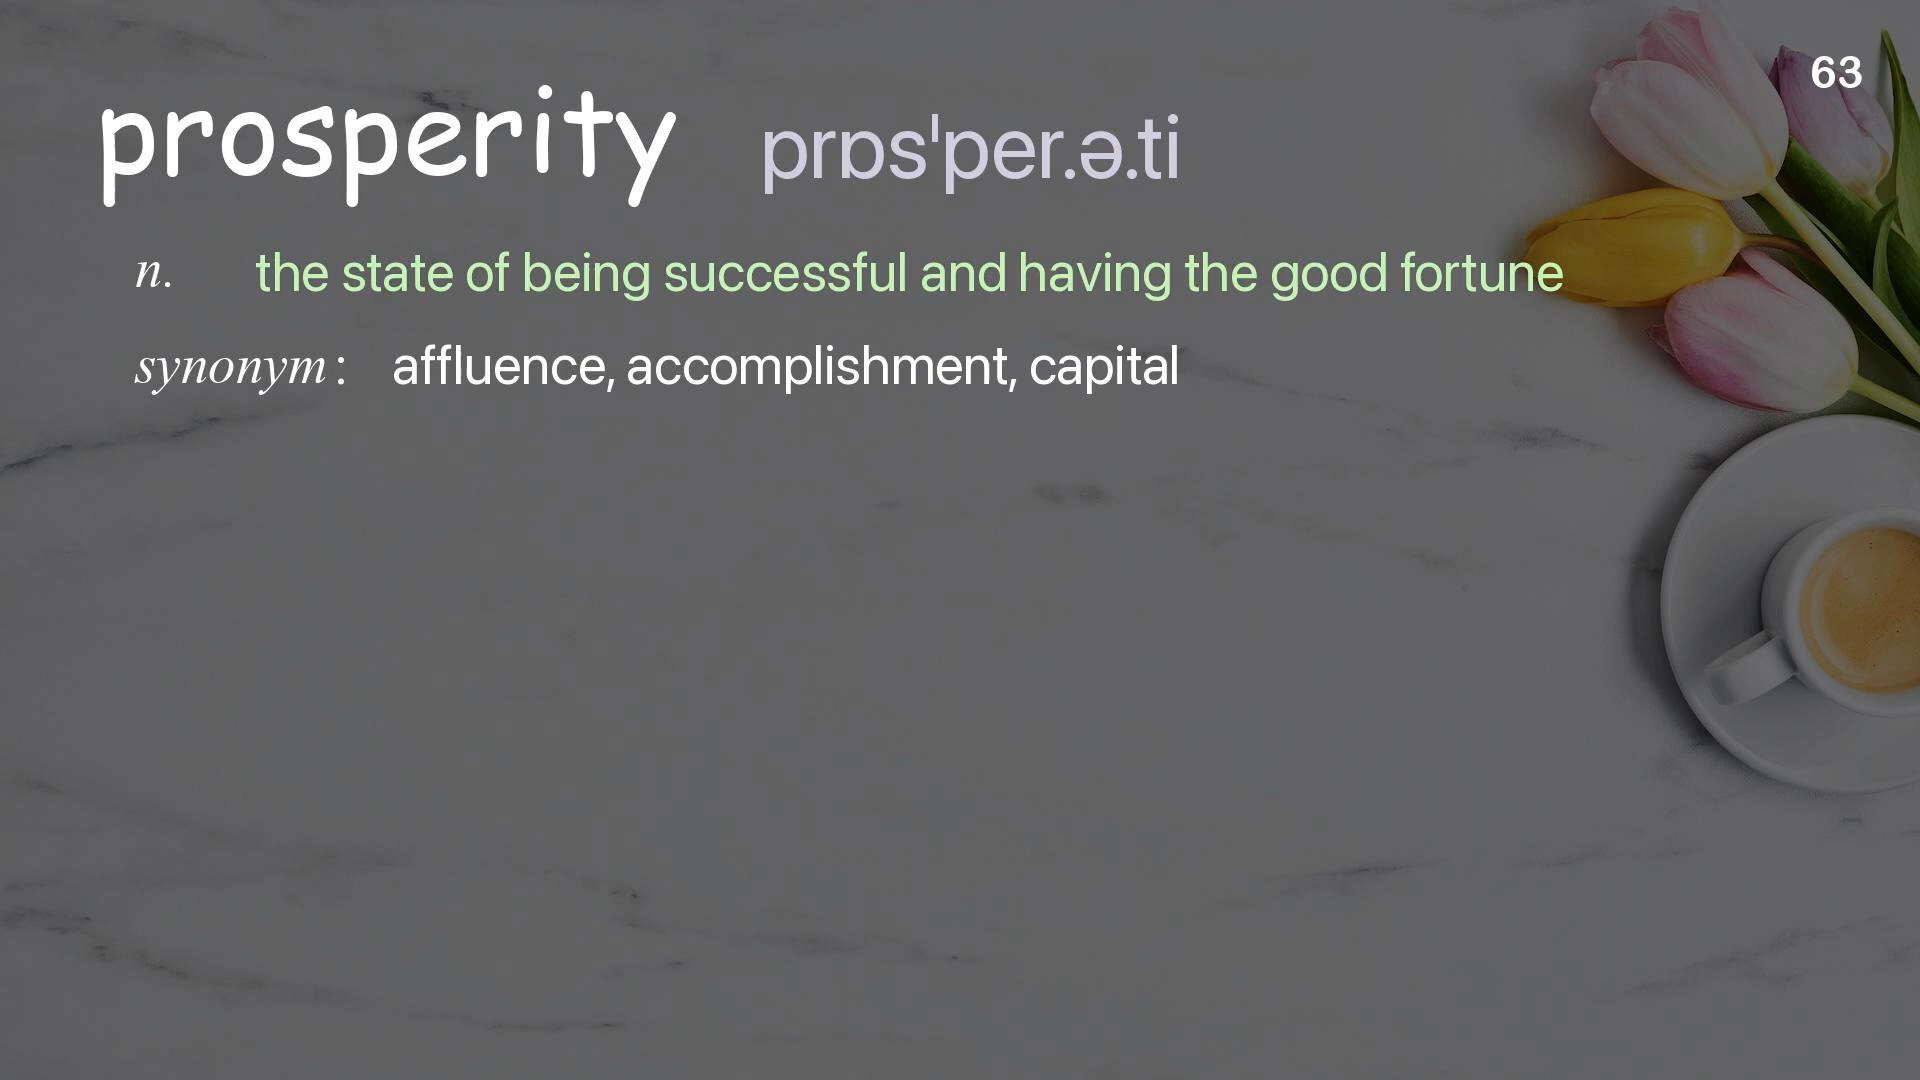 63
prosperity prɒsˈper.ə.ti
n. the state of being successful and having the good fortune
synonym : affluence, accomplishment, capital